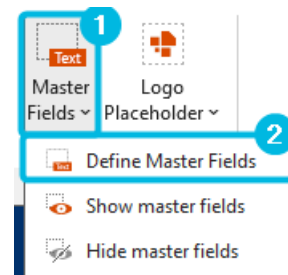 1
Text
Master
Fields
Logo
Placeholder
2
Define Master Fields
Show master fields
Hide master fields